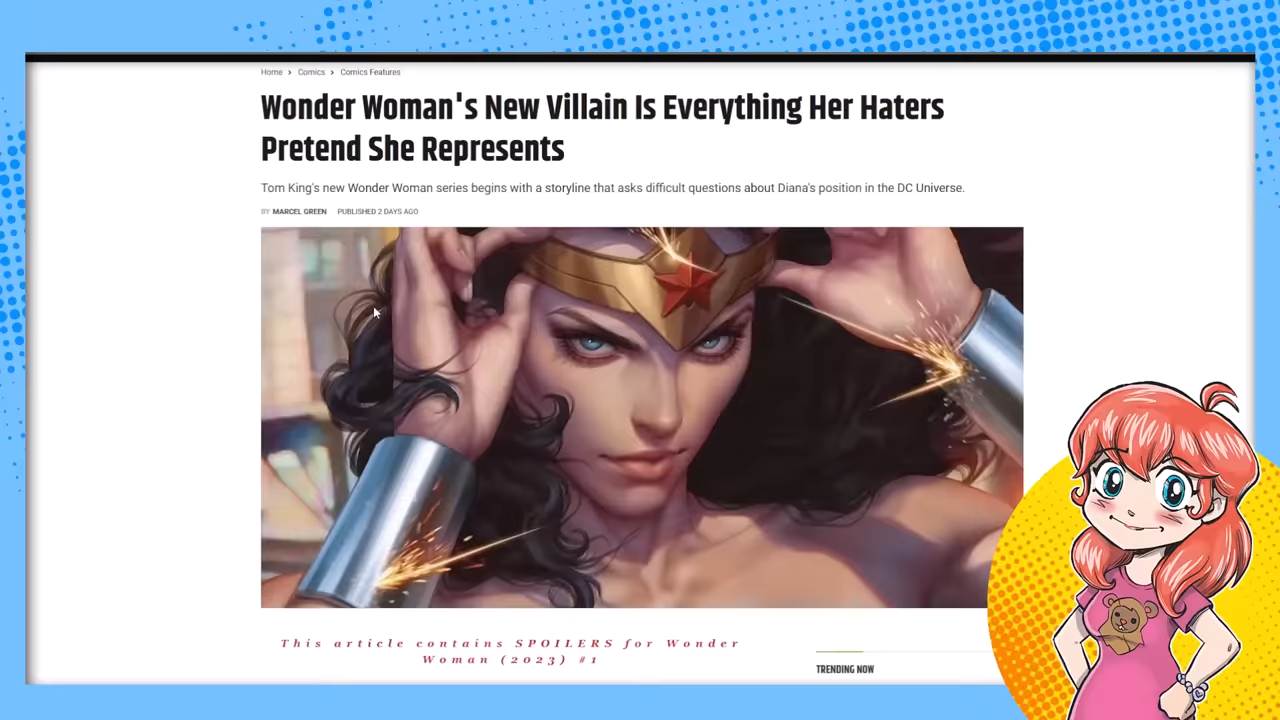 Home > Comics > Comics Features
Wonder Woman's New Villain Is Everything Her Haters
Pretend She Represents
Tom King's new Wonder Woman series begins with a storyline that asks difficult questions about Diana's position in the DC Universe.
BY MARCEL GREEN PUBLISHED 2 DAYS AGO
This article contains SPOILERS for Wonder
Woman (2023) #1
TRENDING NOW